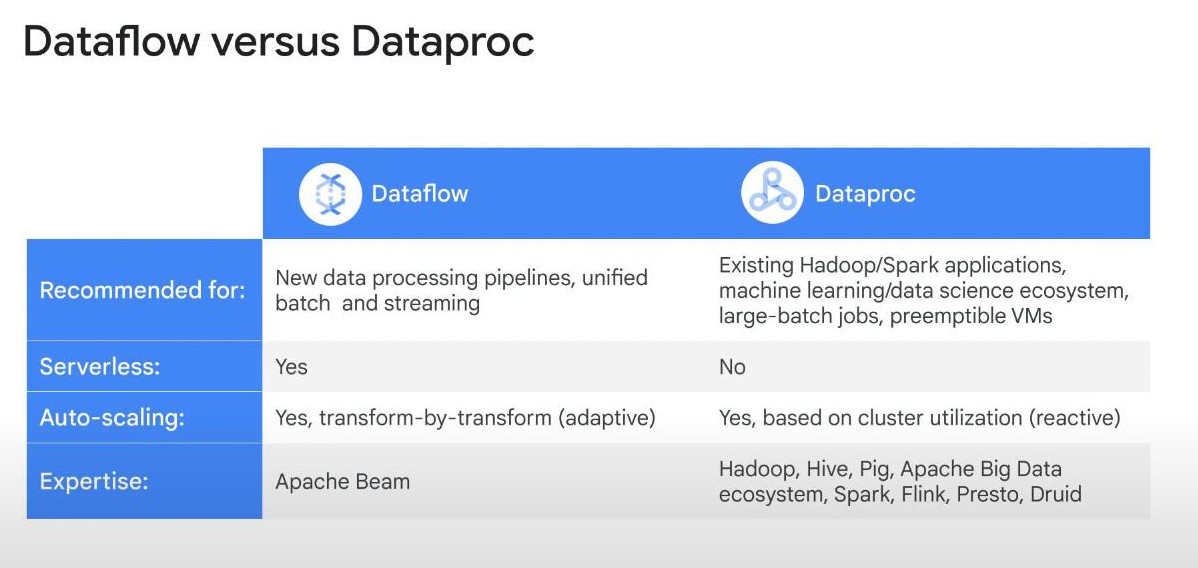 Dataflow versus Dataproc
Dataflow
Dataproc
Recommended for:
New data processing pipelines, unified
batch and streaming
Existing Hadoop/Spark applications,
machine learning/data science ecosystem,
large-batch jobs, preemptible VMs
Serverless:
Yes
No
Auto-scaling:
Yes, transform-by-transform (adaptive)
Yes, based on cluster utilization (reactive)
Expertise:
Apache Beam
Hadoop, Hive, Pig, Apache Big Data
ecosystem, Spark, Flink, Presto, Druid